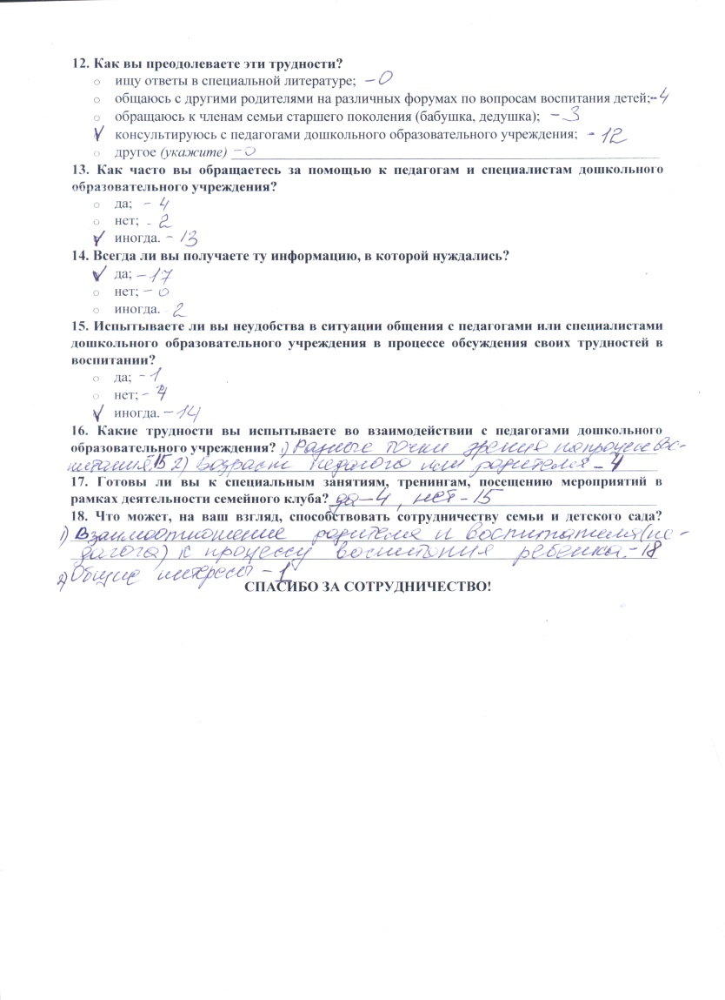 12. Как вы преодолеваете эти трудности?
ищу ответы в специальной литературе; – 0
общаюсь с другими родителями на различных форумах по вопросам воспитания детей; – 4
обращаюсь к членам семьи старшего поколения (бабушка, дедушка); – 3
консультируюсь с педагогами дошкольного образовательного учреждения; – 12
другое (укажите) – 0
13. Как часто вы обращаетесь за помощью к педагогам и специалистам дошкольного
образовательного учреждения?
да; – 4
нет; – 2
иногда. – 13
14. Всегда ли вы получаете ту информацию, в которой нуждались?
да; – 17
нет; – 0
иногда. 2
15. Испытываете ли вы неудобства в ситуации общения с педагогами или специалистами
дошкольного образовательного учреждения в процессе обсуждения своих трудностей в
воспитании?
да; – 1
нет; – 4
иногда. – 14
16. Какие трудности вы испытываете во взаимодействии с педагогами дошкольного
образовательного учреждения? 1) Разные точки зрения на процесс вос-
питания 15 2) Возраст педагога или родителя – 4
17. Готовы ли вы к специальным занятиям, тренингам, посещению мероприятий в
рамках деятельности семейного клуба? да – 4, нет – 15
18. Что может, на ваш взгляд, способствовать сотрудничеству семьи и детского сада?
1) Взаимоотношение родителя и воспитателя (пе-
дагога) к процессу воспитания ребенка. – 18
2) Общие интересы – 1
СПАСИБО ЗА СОТРУДНИЧЕСТВО!